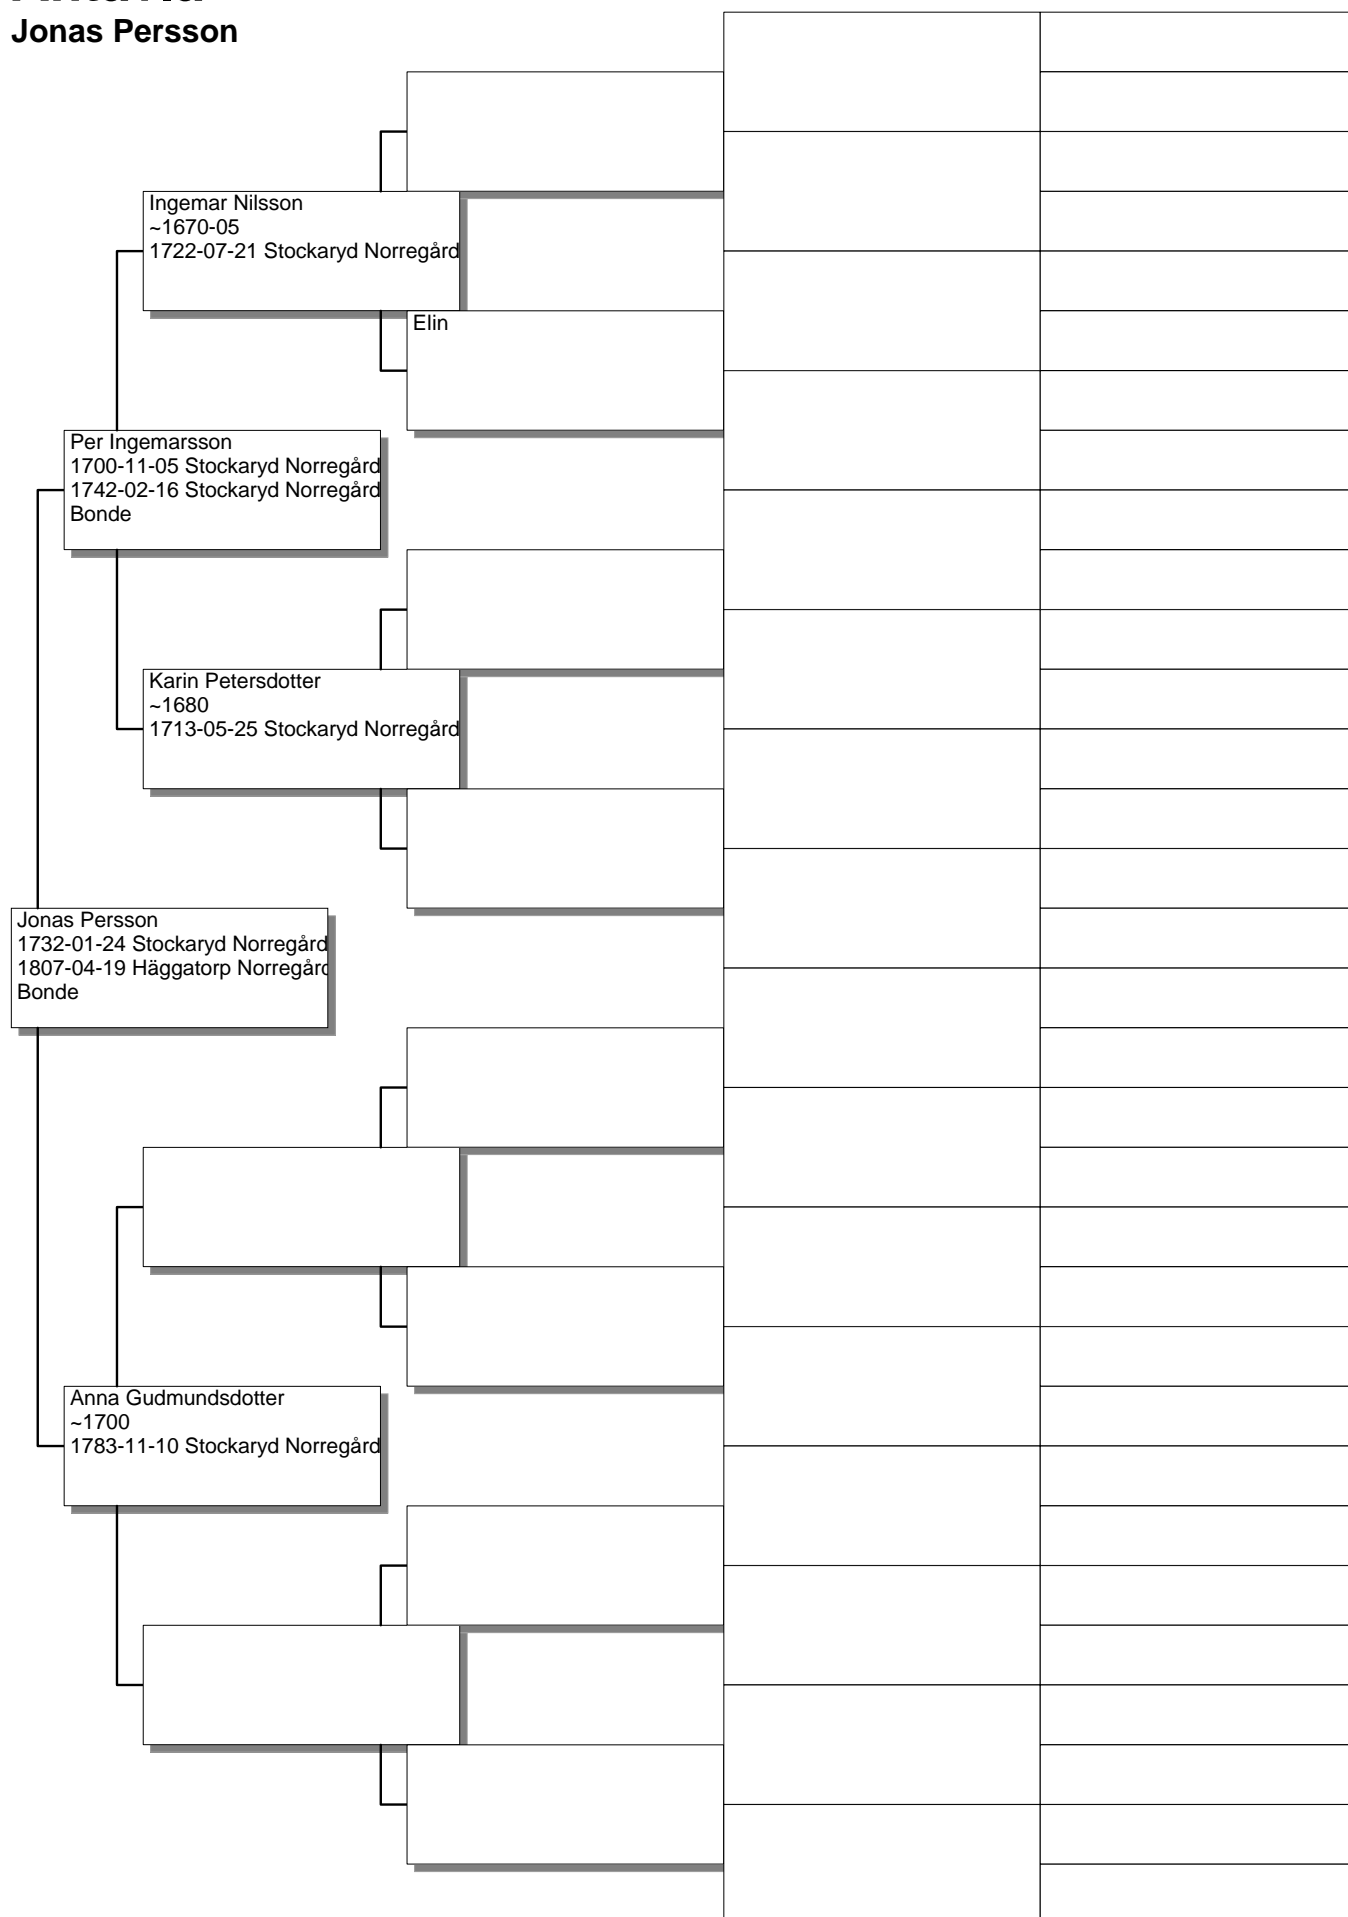 Jonas Persson
Ingemar Nilsson
~1670-05
1722-07-21 Stockaryd Norregård
Elin
Per Ingemarsson
1700-11-05 Stockaryd Norregård
1742-02-16 Stockaryd Norregård
Bonde
Karin Petersdotter
~1680
1713-05-25 Stockaryd Norregård
Jonas Persson
1732-01-24 Stockaryd Norregård
1807-04-19 Häggatorp Norregård
Bonde
Anna Gudmundsdotter
~1700
1783-11-10 Stockaryd Norregård